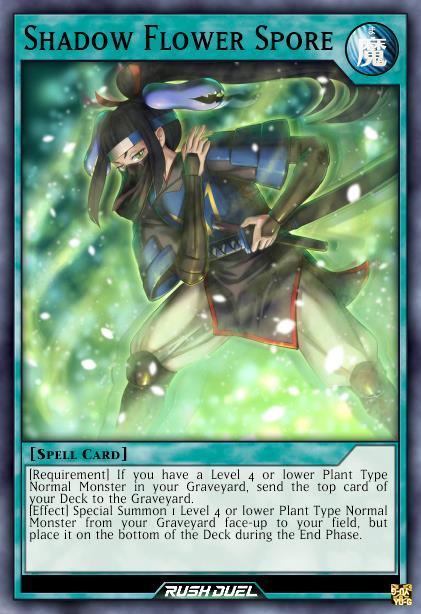 Shadow Flower Spore
ま
魔
[Spell Card]
[Requirement] If you have a Level 4 or lower Plant Type
Normal Monster in your Graveyard, send the top card of
your Deck to the Graveyard.
[Effect] Special Summon 1 Level 4 or lower Plant Type Normal
Monster from your Graveyard face-up to your field, but
place it on the bottom of the Deck during the End Phase.
RUSH DUEL